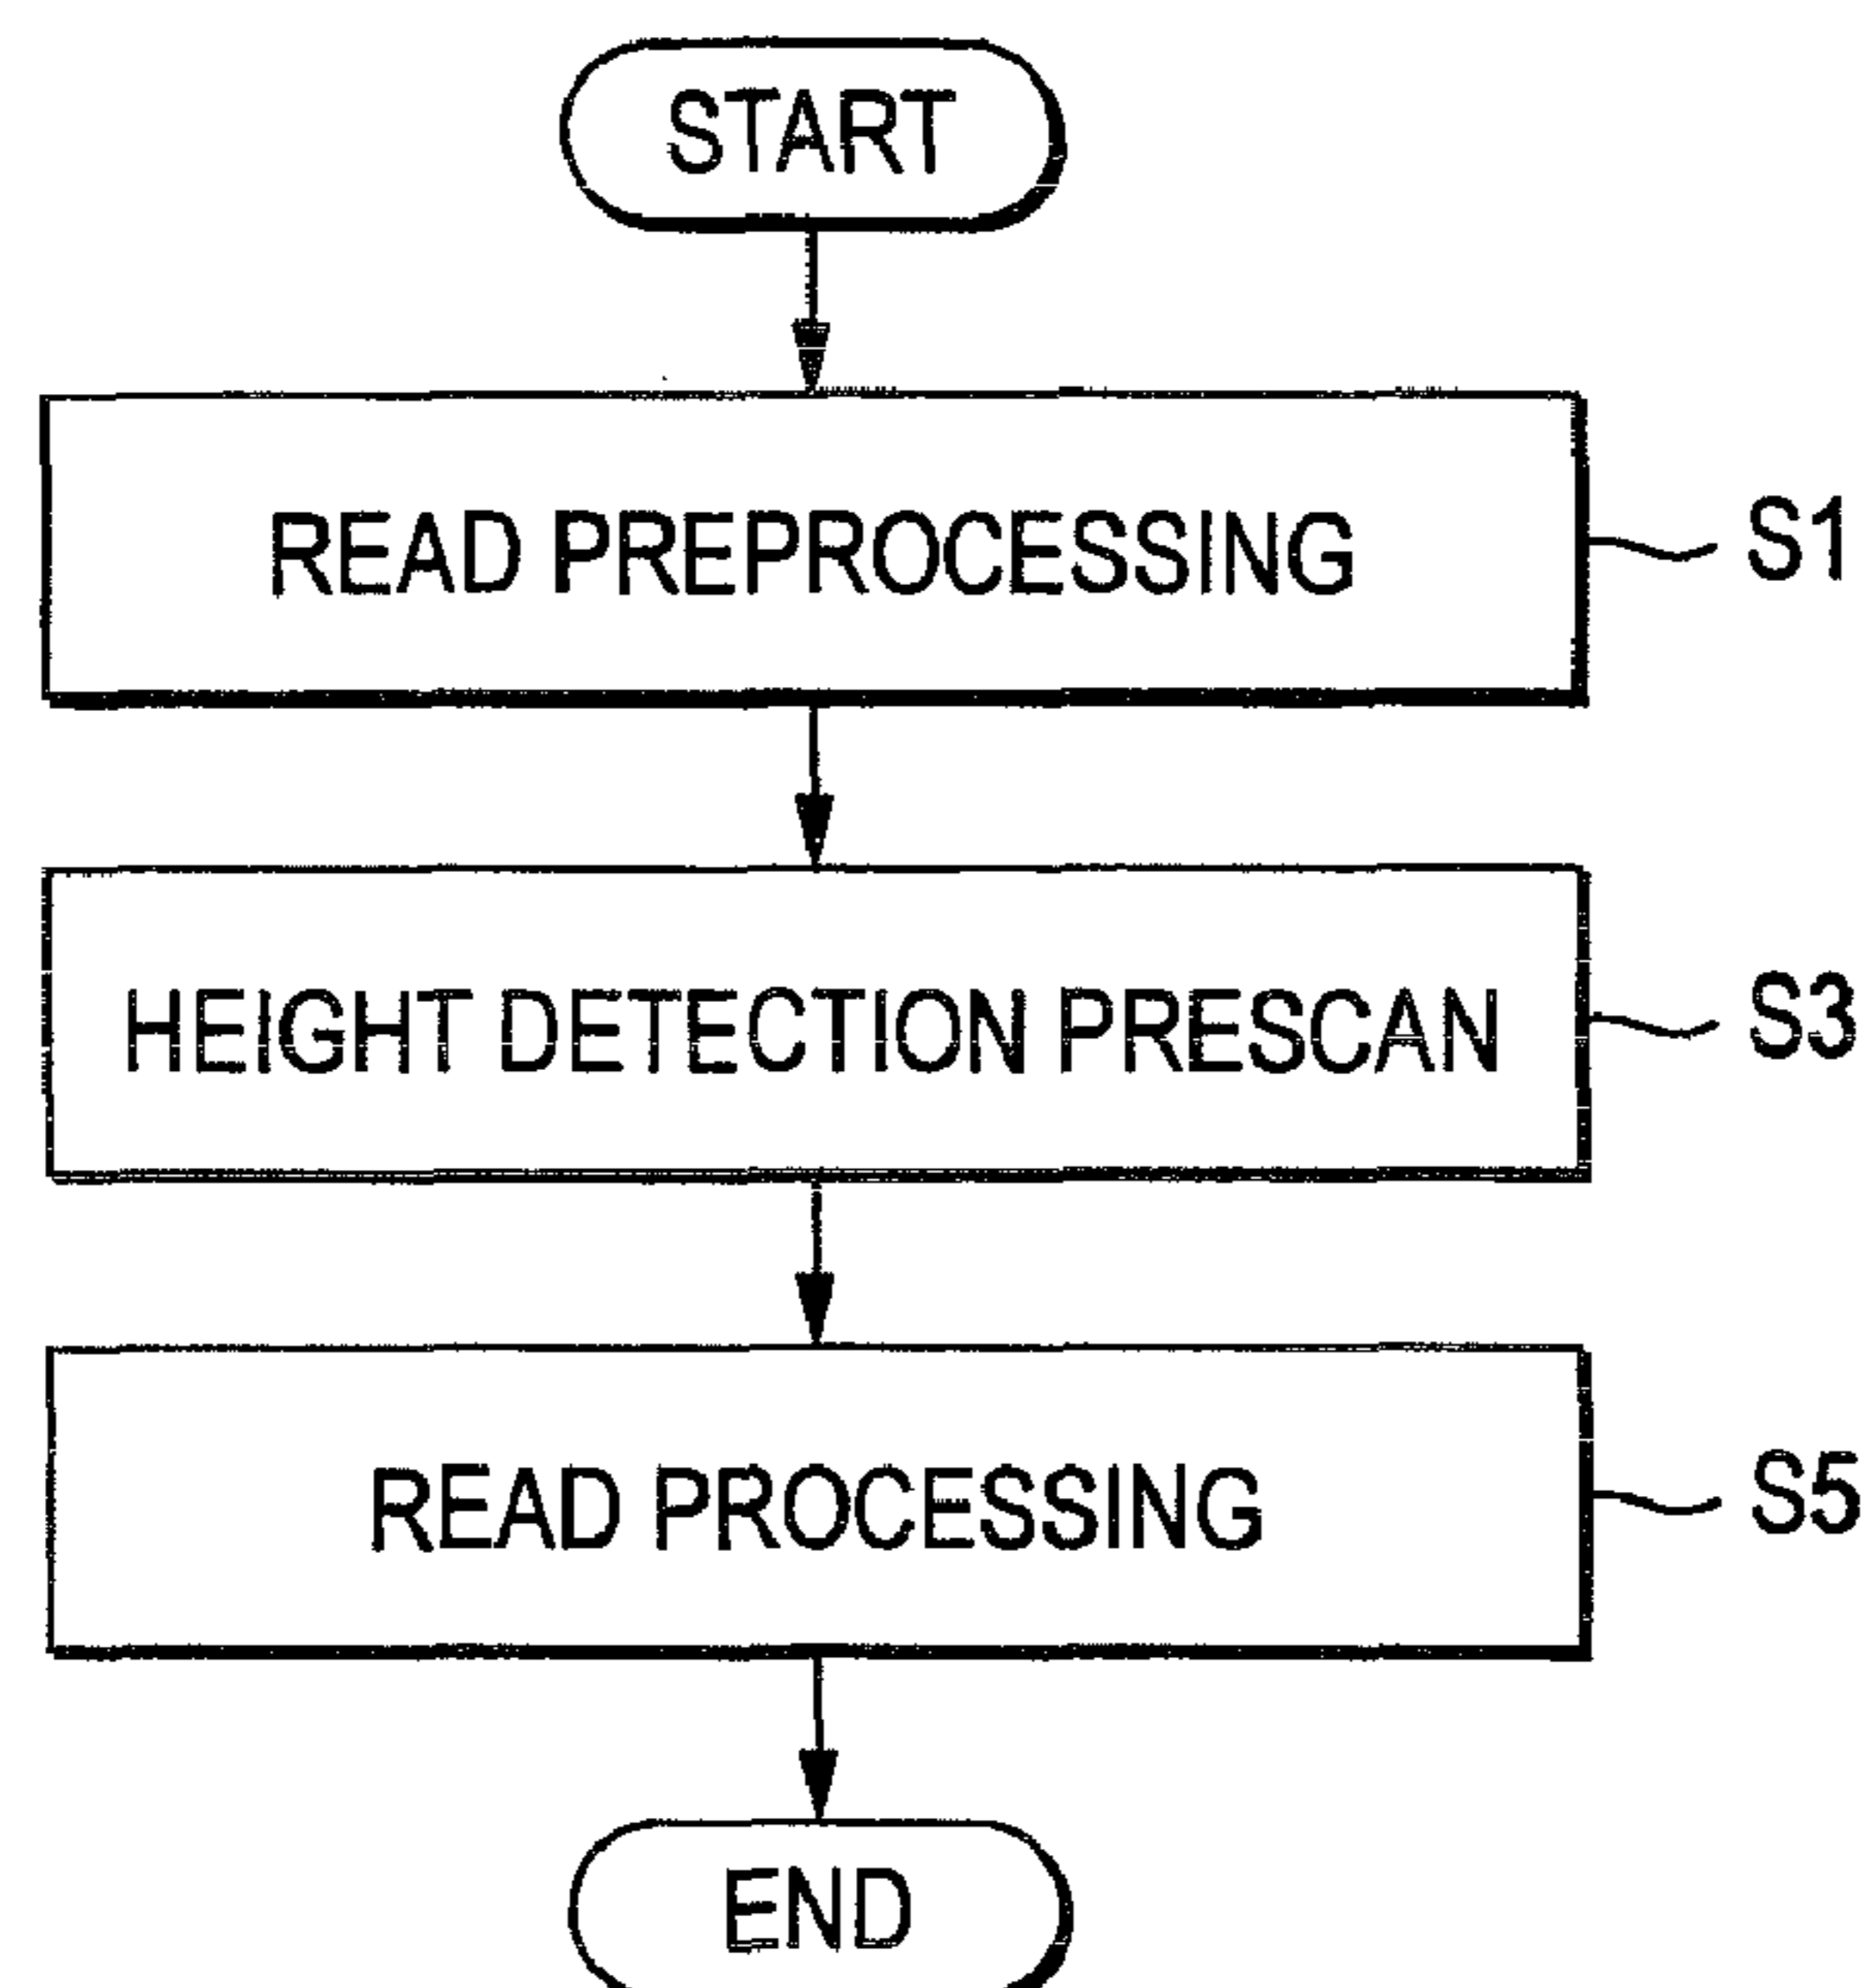 START
READ PREPROCESSING
S1
HEIGHT DETECTION PRESCAN
S3
READ PROCESSING
S5
END